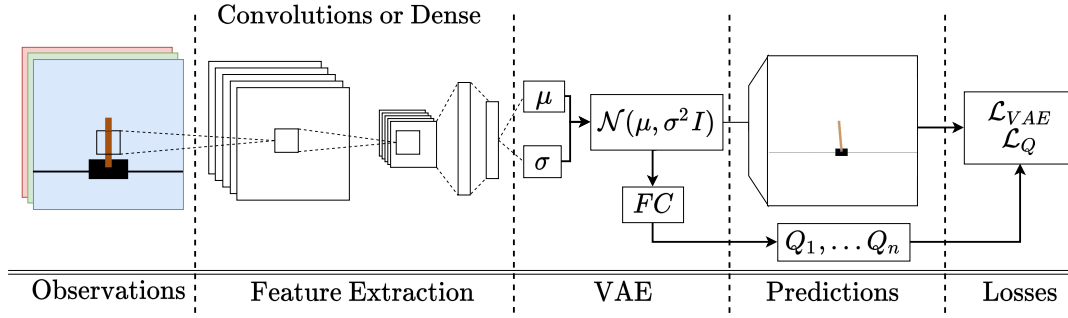 Convolutions or Dense
μ
σ
𝒩(μ, σ²I)
FC
Q₁, … Qₙ
ℒ_VAE
ℒ_Q
Observations
Feature Extraction
VAE
Predictions
Losses